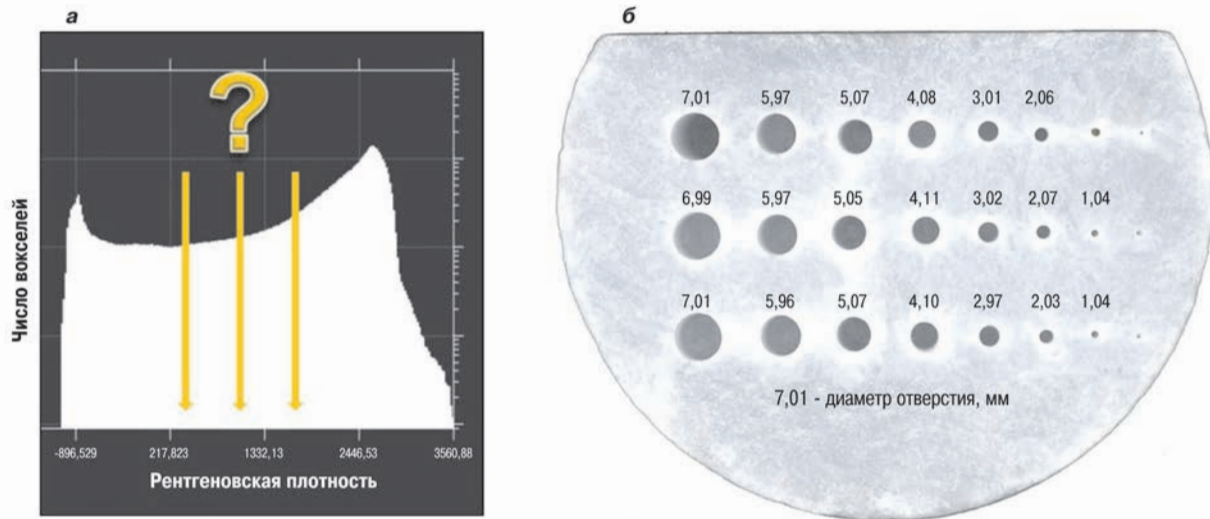 а
?
Число вокселей
-896,529 217,823 1332,13 2446,53 3560,88
Рентгеновская плотность
б
7,01 5,97 5,07 4,08 3,01 2,06
6,99 5,97 5,05 4,11 3,02 2,07 1,04
7,01 5,96 5,07 4,10 2,97 2,03 1,04
7,01 - диаметр отверстия, мм